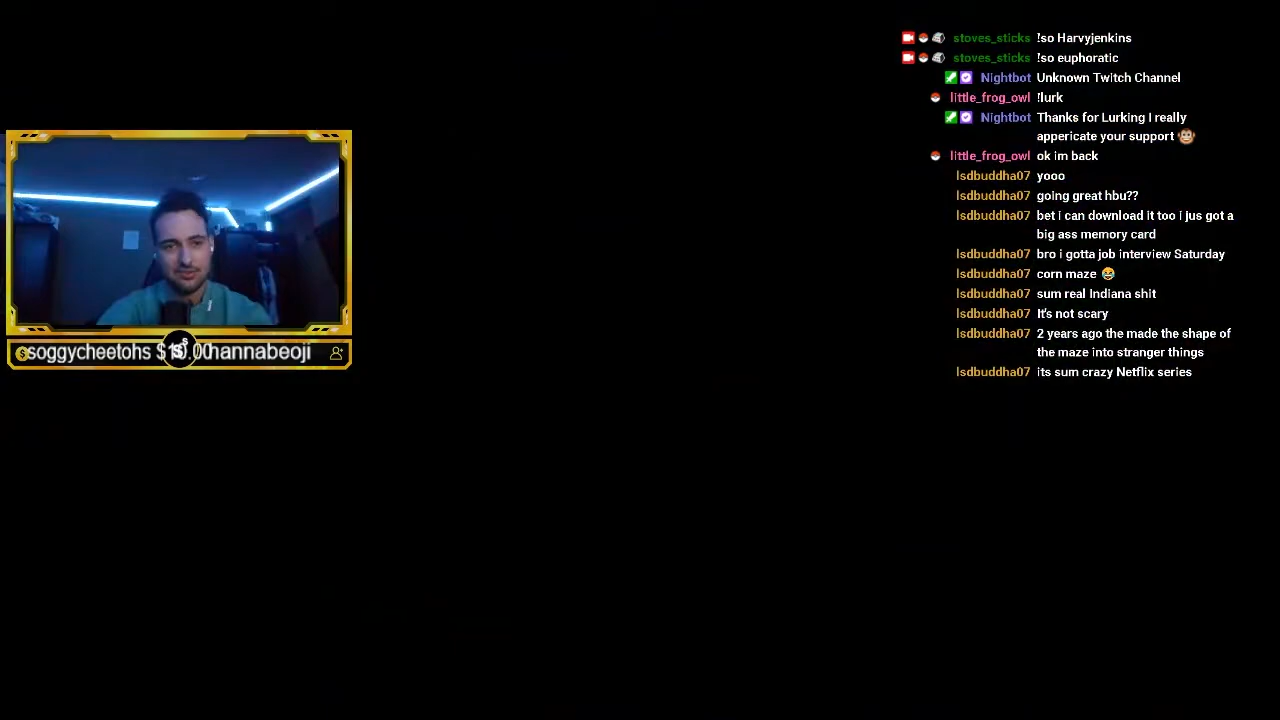 stoves_sticks !so Harvyjenkins
stoves_sticks !so euphoratic
Nightbot Unknown Twitch Channel
little_frog_owl !lurk
Nightbot Thanks for Lurking I really
appericate your support
little_frog_owl ok im back
lsdbuddha07 yooo
lsdbuddha07 going great hbu??
lsdbuddha07 bet i can download it too i jus got a
big ass memory card
lsdbuddha07 bro i gotta job interview Saturday
lsdbuddha07 corn maze
lsdbuddha07 sum real Indiana shit
lsdbuddha07 It's not scary
lsdbuddha07 2 years ago the made the shape of
the maze into stranger things
lsdbuddha07 its sum crazy Netflix series
soggycheetohs hannabeoji